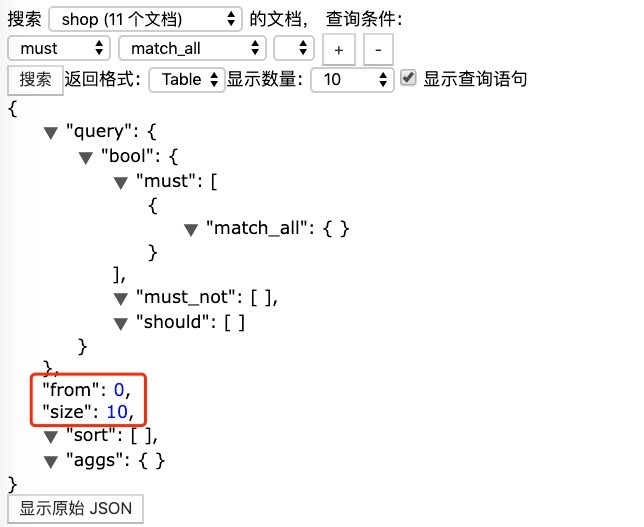 搜索 shop (11 个文档) 的文档， 查询条件：
must match_all + -
搜索 返回格式： Table 显示数量： 10 显示查询语句
{
"query": {
"bool": {
"must": [
{
"match_all": { }
}
],
"must_not": [ ],
"should": [ ]
}
},
"from": 0,
"size": 10,
"sort": [ ],
"aggs": { }
}
显示原始 JSON